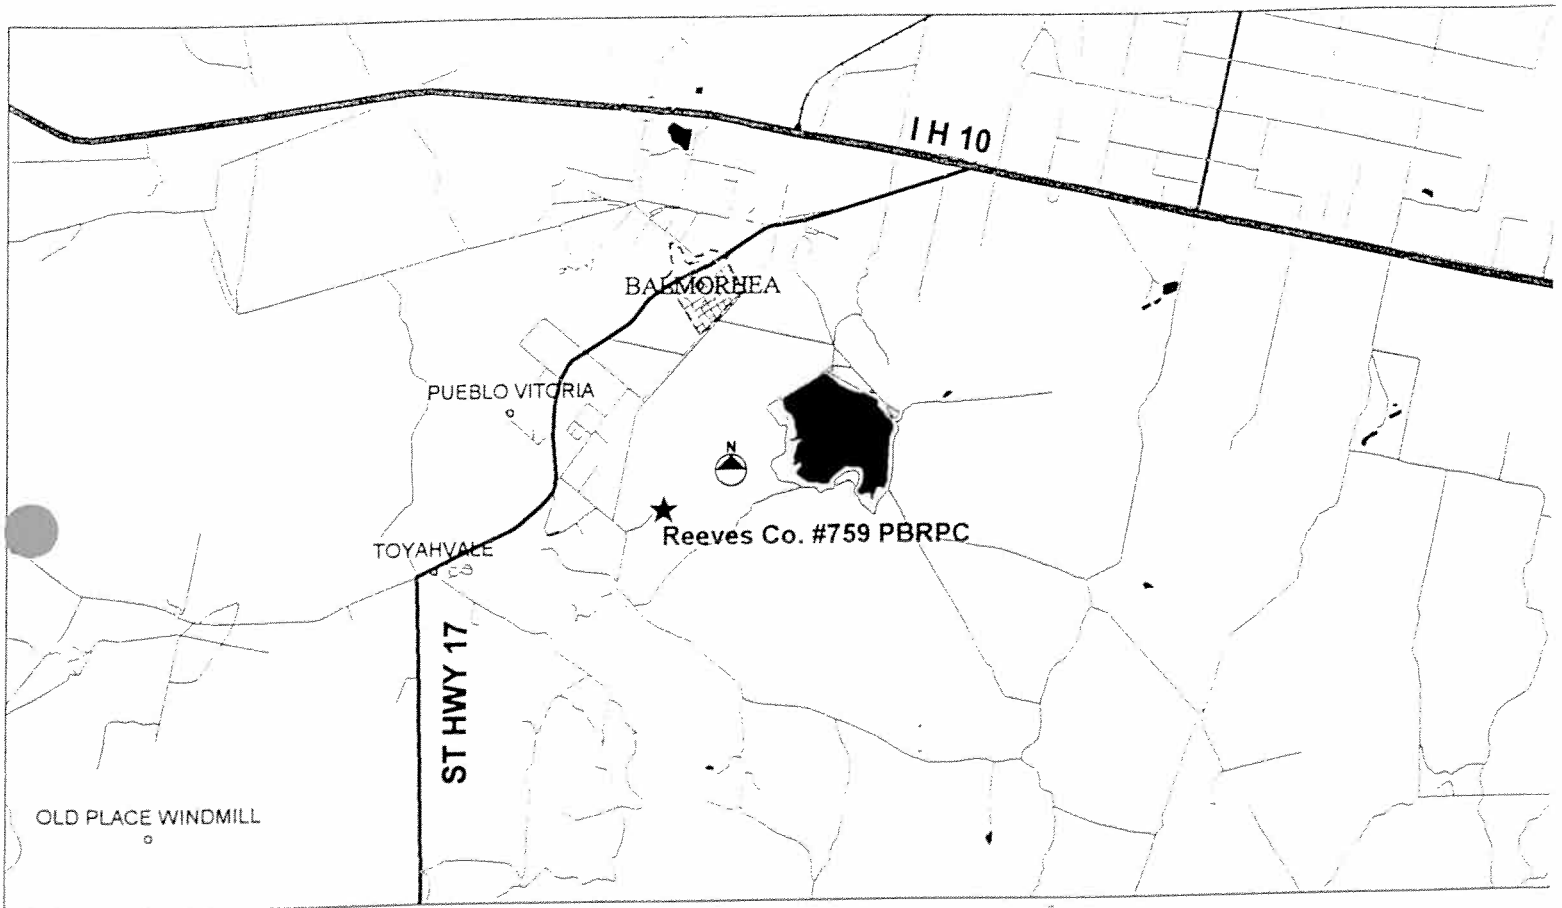 I H 10
BALMORHEA
PUEBLO VITORIA
N
Reeves Co. #759 PBRPC
TOYAHVALE
ST HWY 17
OLD PLACE WINDMILL